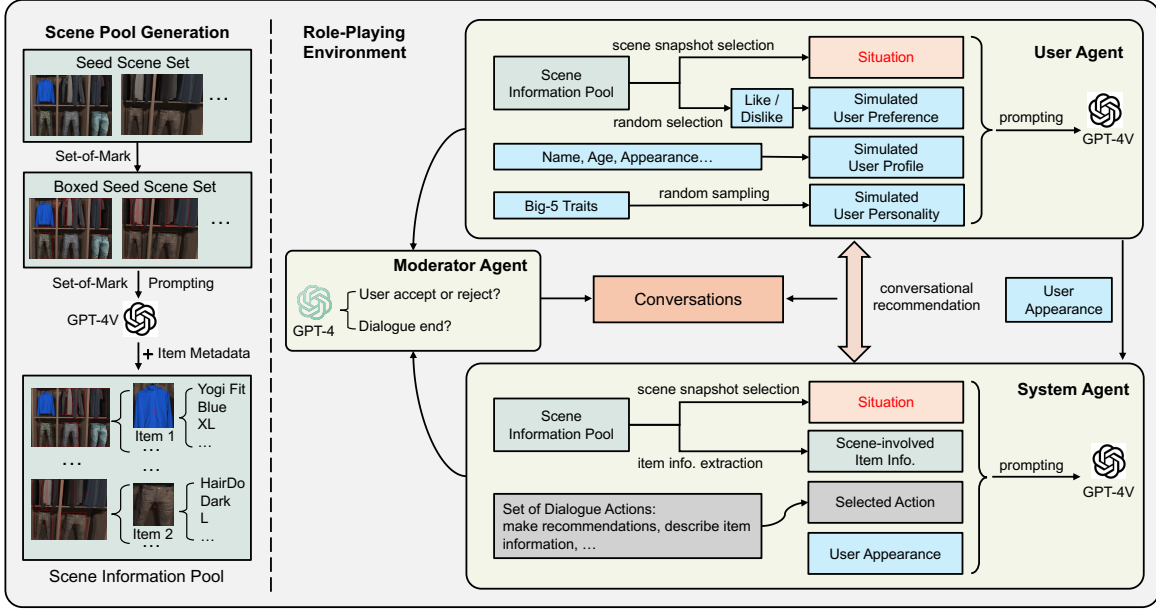 Scene Pool Generation
Seed Scene Set
...
Set-of-Mark
Boxed Seed Scene Set
...
Set-of-Mark
Prompting
GPT-4V
+ Item Metadata
Yogi Fit
Blue
XL
...
Item 1
...
...
...
HairDo
Dark
L
...
Item 2
...
Scene Information Pool
Role-Playing
Environment
User Agent
scene snapshot selection
Scene
Information Pool
Situation
random selection
Like /
Dislike
Simulated
User Preference
Name, Age, Appearance...
Simulated
User Profile
Big-5 Traits
random sampling
Simulated
User Personality
prompting
GPT-4V
Moderator Agent
GPT-4
User accept or reject?
Dialogue end?
Conversations
conversational
recommendation
User
Appearance
System Agent
scene snapshot selection
Scene
Information Pool
Situation
item info. extraction
Scene-involved
Item Info.
Set of Dialogue Actions:
make recommendations, describe item
information, ...
Selected Action
User Appearance
prompting
GPT-4V